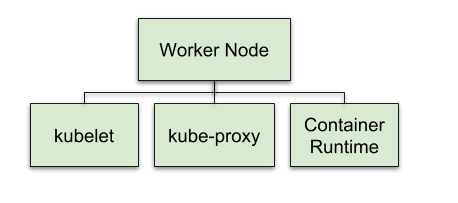 Worker Node
kubelet
kube-proxy
Container
Runtime